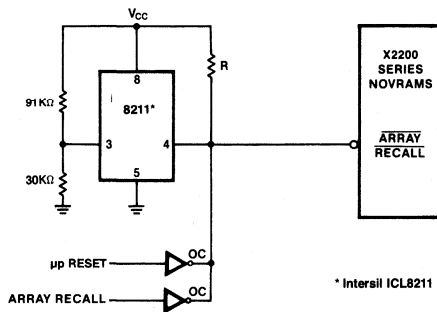 VCC
8
R
X2200
SERIES
NOVRAMS
91KΩ
8211*
3
4
ARRAY
RECALL
30KΩ
5
OC
µp RESET
OC
ARRAY RECALL
* Intersil ICL8211